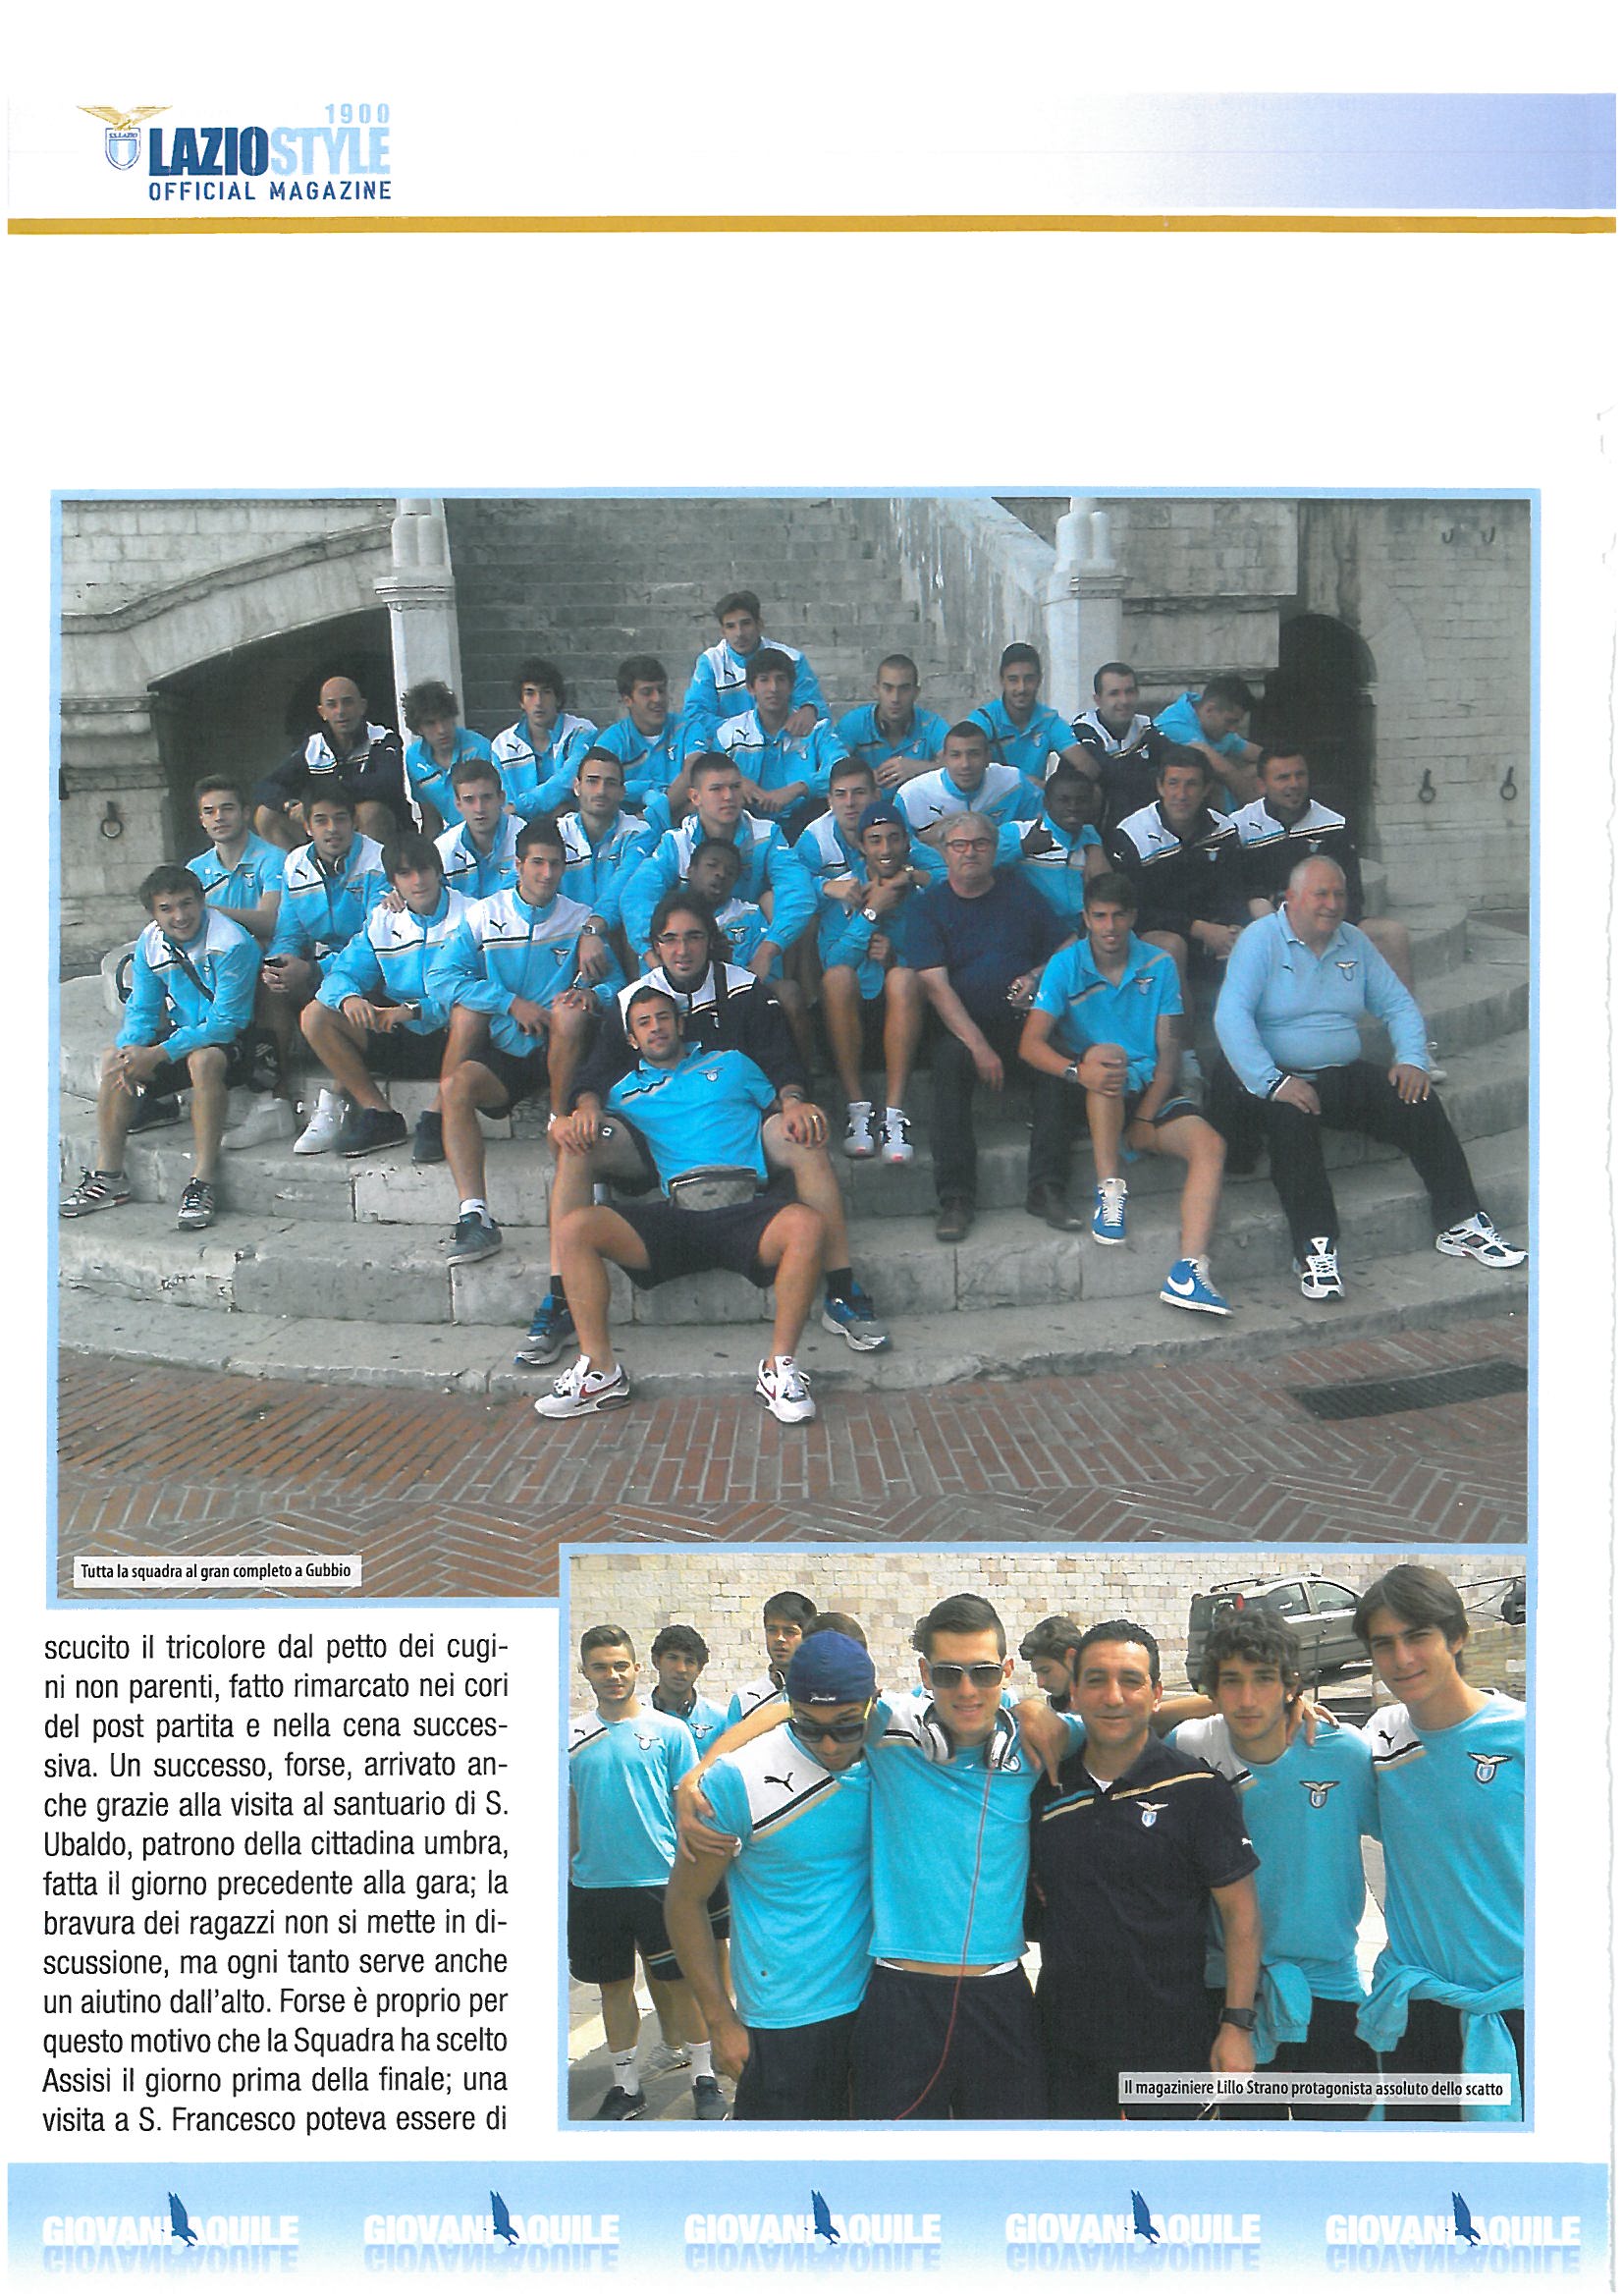 1900
S.S.LAZIO
LAZIOSTYLE
OFFICIAL MAGAZINE
Tutta la squadra al gran completo a Gubbio
scucito il tricolore dal petto dei cugi-
ni non parenti, fatto rimarcato nei cori
del post partita e nella cena succes-
siva. Un successo, forse, arrivato an-
che grazie alla visita al santuario di S.
Ubaldo, patrono della cittadina umbra,
fatta il giorno precedente alla gara; la
bravura dei ragazzi non si mette in di-
scussione, ma ogni tanto serve anche
un aiutino dall'alto. Forse è proprio per
questo motivo che la Squadra ha scelto
Assisi il giorno prima della finale; una
visita a S. Francesco poteva essere di
Il magaziniere Lillo Strano protagonista assoluto dello scatto
GIOVANI AQUILE GIOVANI AQUILE GIOVANI AQUILE GIOVANI AQUILE GIOVANI AQUILE